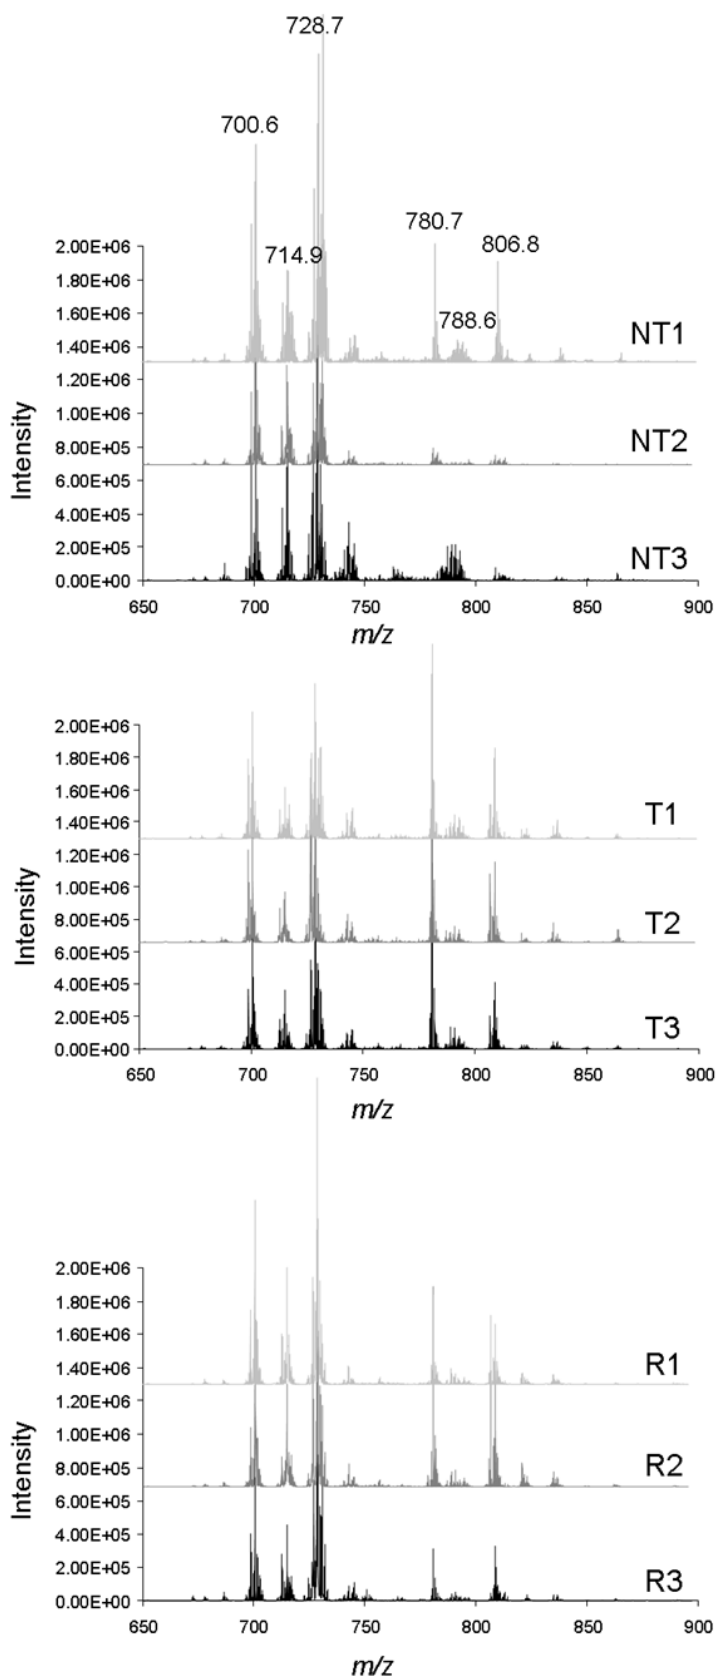 728.7
700.6
780.7
806.8
714.9
788.6
2.00E+06
1.80E+06
1.60E+06
1.40E+06
1.20E+06
1.00E+06
8.00E+05
6.00E+05
4.00E+05
2.00E+05
0.00E+00
Intensity
NT1
NT2
NT3
650 700 750 800 850 900
m/z
2.00E+06
1.80E+06
1.60E+06
1.40E+06
1.20E+06
1.00E+06
8.00E+05
6.00E+05
4.00E+05
2.00E+05
0.00E+00
Intensity
T1
T2
T3
650 700 750 800 850 900
m/z
2.00E+06
1.80E+06
1.60E+06
1.40E+06
1.20E+06
1.00E+06
8.00E+05
6.00E+05
4.00E+05
2.00E+05
0.00E+00
Intensity
R1
R2
R3
650 700 750 800 850 900
m/z